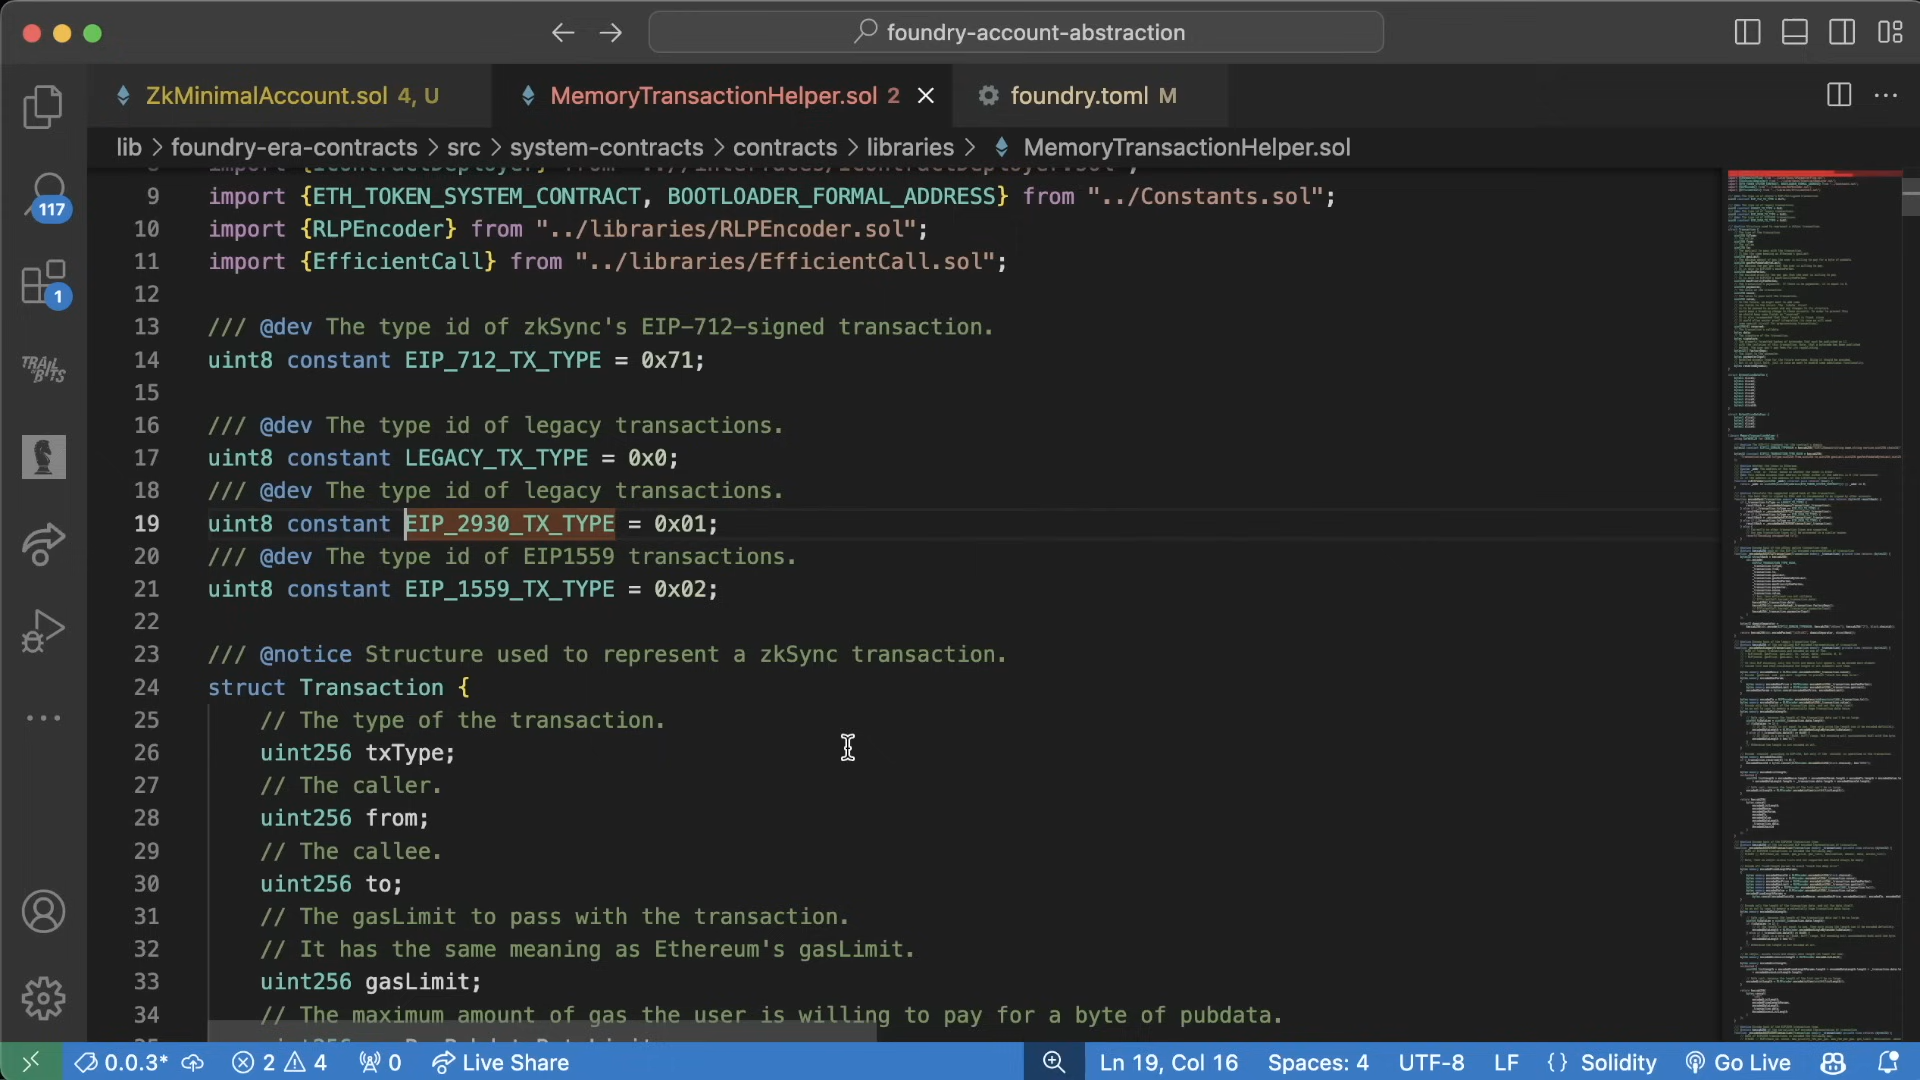 foundry-account-abstraction
ZkMinimalAccount.sol 4, U
MemoryTransactionHelper.sol 2
foundry.toml M
lib > foundry-era-contracts > src > system-contracts > contracts > libraries > MemoryTransactionHelper.sol
117
1
TRAIL OF BITS
9 import {ETH_TOKEN_SYSTEM_CONTRACT, BOOTLOADER_FORMAL_ADDRESS} from "../Constants.sol";
10 import {RLPEncoder} from "../libraries/RLPEncoder.sol";
11 import {EfficientCall} from "../libraries/EfficientCall.sol";
12
13 /// @dev The type id of zkSync's EIP-712-signed transaction.
14 uint8 constant EIP_712_TX_TYPE = 0x71;
15
16 /// @dev The type id of legacy transactions.
17 uint8 constant LEGACY_TX_TYPE = 0x0;
18 /// @dev The type id of legacy transactions.
19 uint8 constant EIP_2930_TX_TYPE = 0x01;
20 /// @dev The type id of EIP1559 transactions.
21 uint8 constant EIP_1559_TX_TYPE = 0x02;
22
23 /// @notice Structure used to represent a zkSync transaction.
24 struct Transaction {
25 // The type of the transaction.
26 uint256 txType;
27 // The caller.
28 uint256 from;
29 // The callee.
30 uint256 to;
31 // The gasLimit to pass with the transaction.
32 // It has the same meaning as Ethereum's gasLimit.
33 uint256 gasLimit;
34 // The maximum amount of gas the user is willing to pay for a byte of pubdata.
0.0.3* 2 4 0 Live Share Ln 19, Col 16 Spaces: 4 UTF-8 LF {} Solidity Go Live